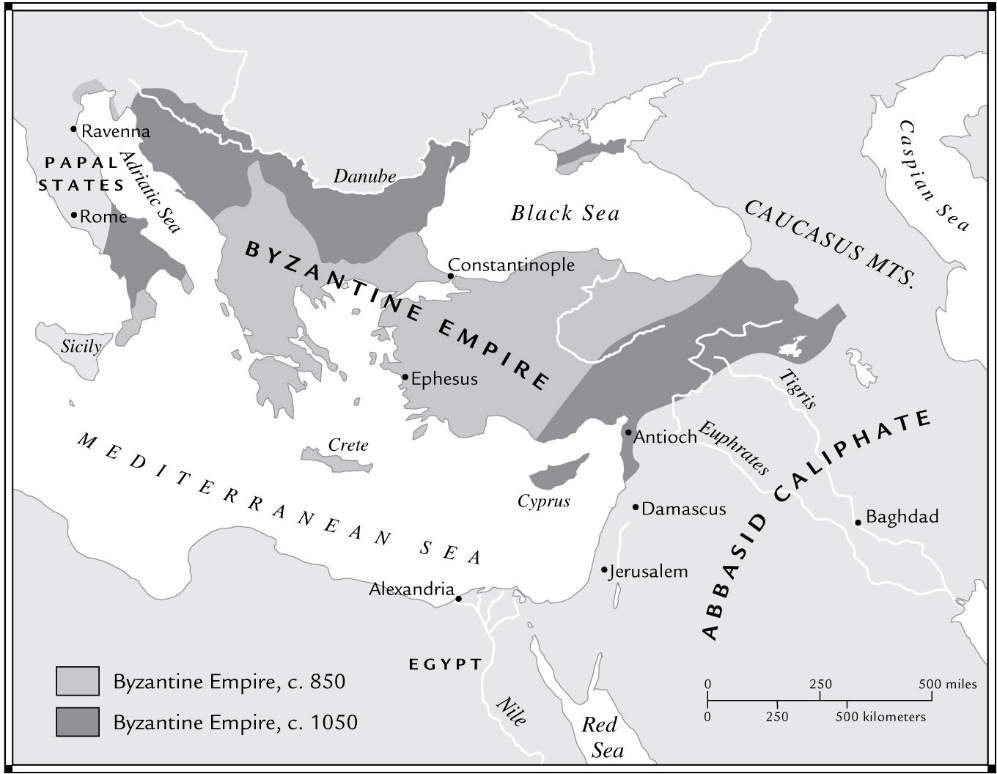 Ravenna
PAPAL
STATES
Adriatic Sea
Rome
Danube
Black Sea
CAUCASUS MTS.
Caspian Sea
BYZANTINE EMPIRE
Constantinople
Sicily
Ephesus
Tigris
Crete
Antioch
Euphrates
Cyprus
MEDITERRANEAN SEA
Damascus
ABBASID CALIPHATE
Baghdad
Jerusalem
Alexandria
EGYPT
Nile
Red
Sea
Byzantine Empire, c. 850
Byzantine Empire, c. 1050
0 250 500 miles
0 250 500 kilometers